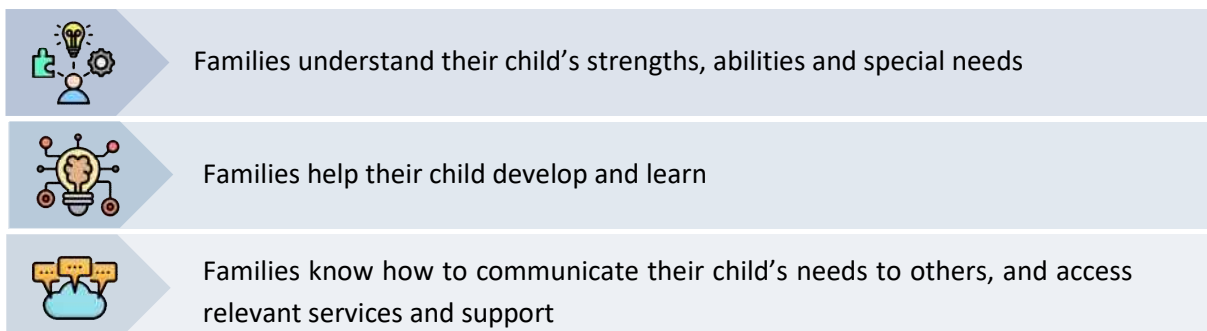 Families understand their child’s strengths, abilities and special needs
Families help their child develop and learn
Families know how to communicate their child’s needs to others, and access
relevant services and support